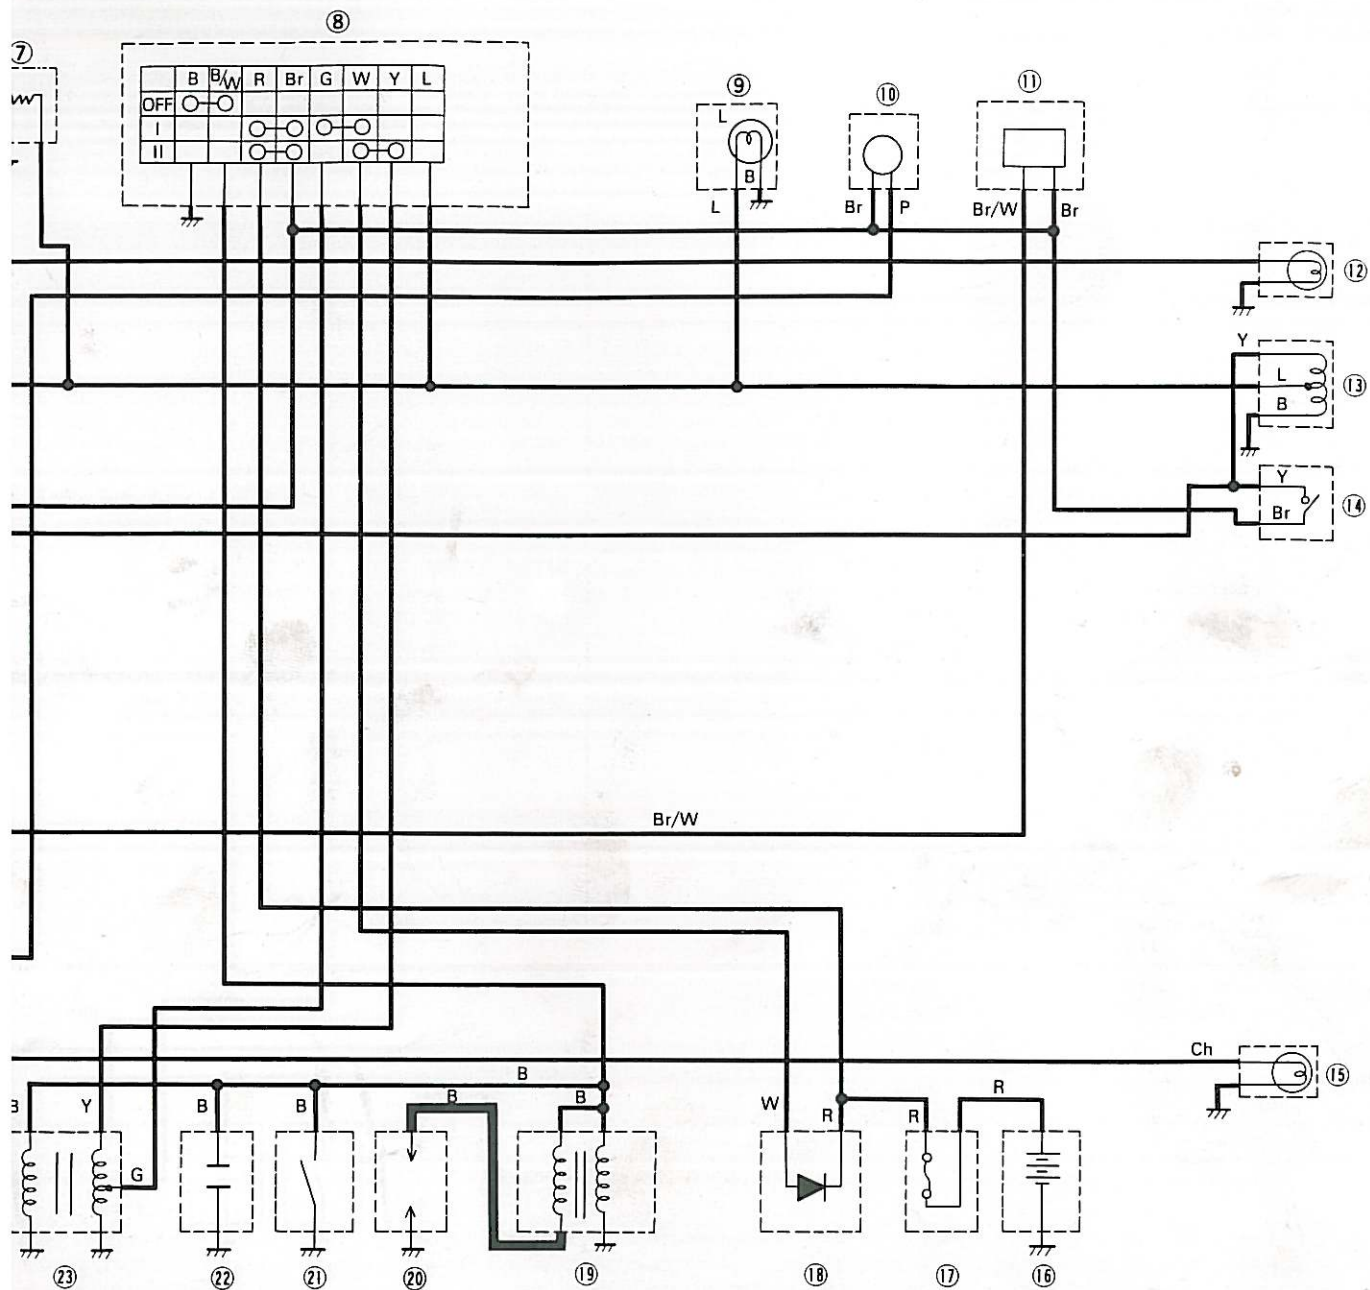 ⑦
⑧
B B/W R Br G W Y L
OFF
I
II
⑨
L
B
L
⑩
Br P
⑪
Br/W Br
⑫
Y
L
B
⑬
Y
Br
⑭
Br/W
Ch
⑮
B Y
G
B
B
B
B
B
W R
R
R
㉓ ㉒ ㉑ ⑳ ⑲ ⑱ ⑰ ⑯